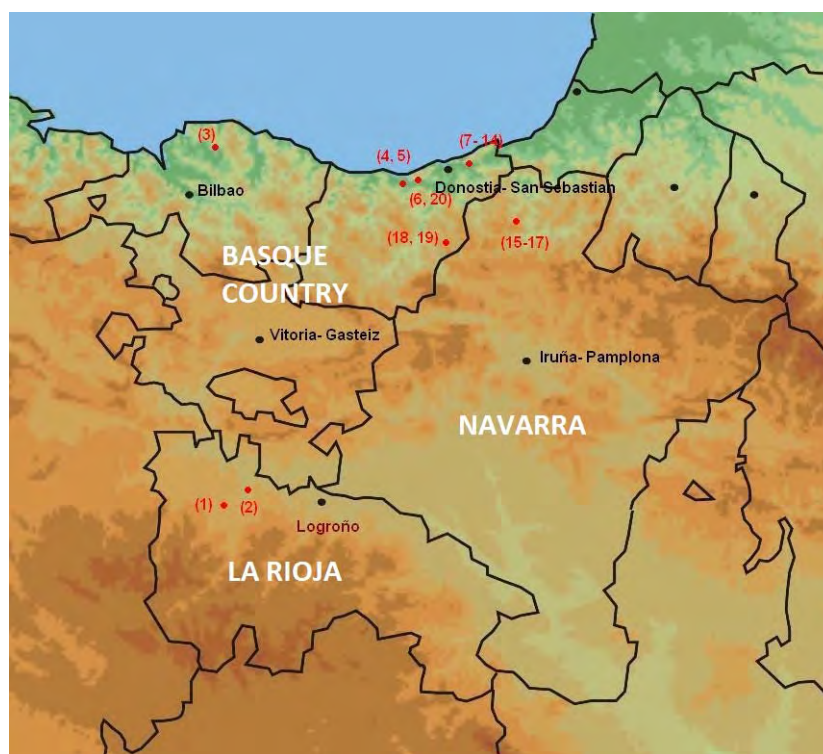 (3)
(7- 14)
(4, 5)
Donostia- San Sebastian
Bilbao
(6, 20)
(15-17)
(18, 19)
BASQUE
COUNTRY
Vitoria- Gasteiz
Iruña- Pamplona
NAVARRA
(1)
(2)
Logroño
LA RIOJA